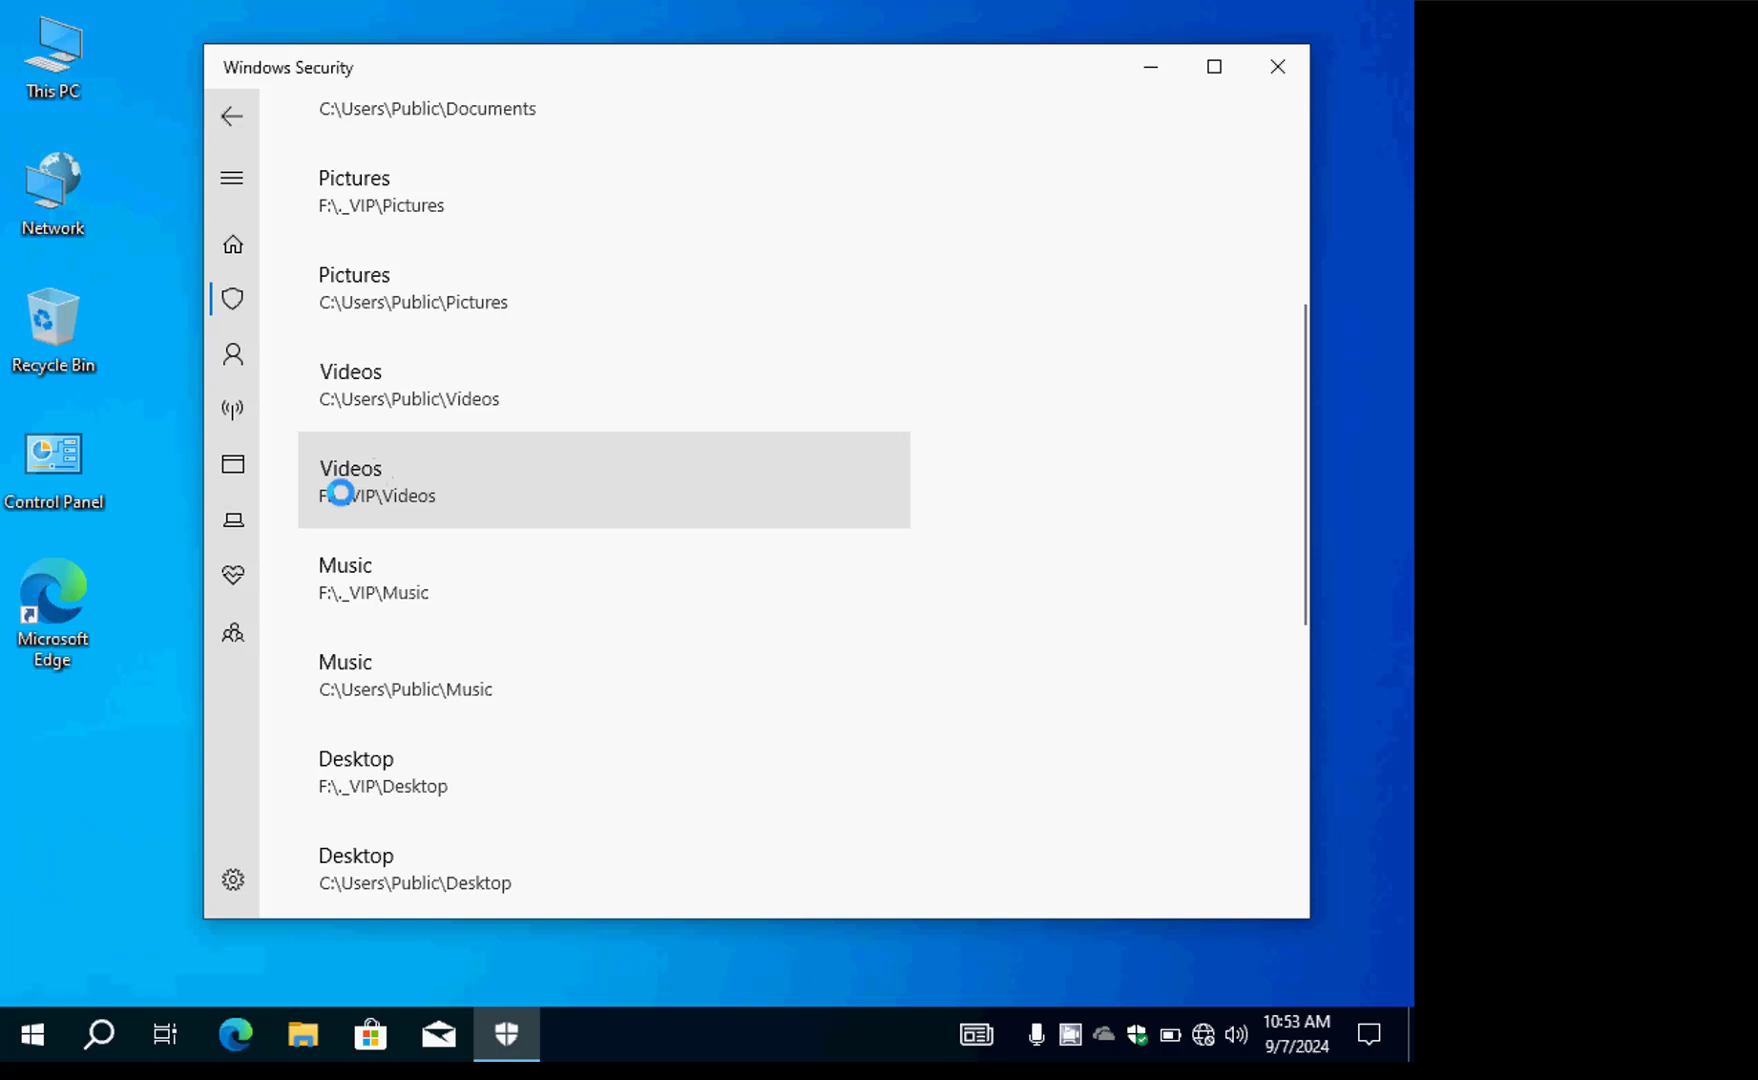 This PC
Network
Recycle Bin
Control Panel
Microsoft
Edge
Windows Security
C:\Users\Public\Documents
Pictures
F:\._VIP\Pictures
Pictures
C:\Users\Public\Pictures
Videos
C:\Users\Public\Videos
Videos
VIP\Videos
Music
F:\._VIP\Music
Music
C:\Users\Public\Music
Desktop
F:\._VIP\Desktop
Desktop
C:\Users\Public\Desktop
10:53 AM
9/7/2024